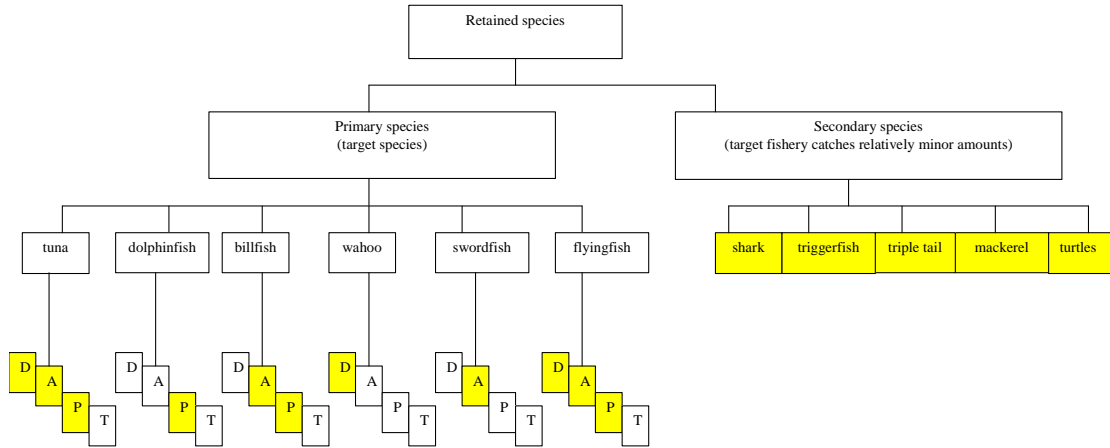 Retained species
Primary species
(target species)
Secondary species
(target fishery catches relatively minor amounts)
tuna
dolphinfish
billfish
wahoo
swordfish
flyingfish
shark
triggerfish
triple tail
mackerel
turtles
D
A
P
T
D
A
P
T
D
A
P
T
D
A
P
T
D
A
P
T
D
A
P
T